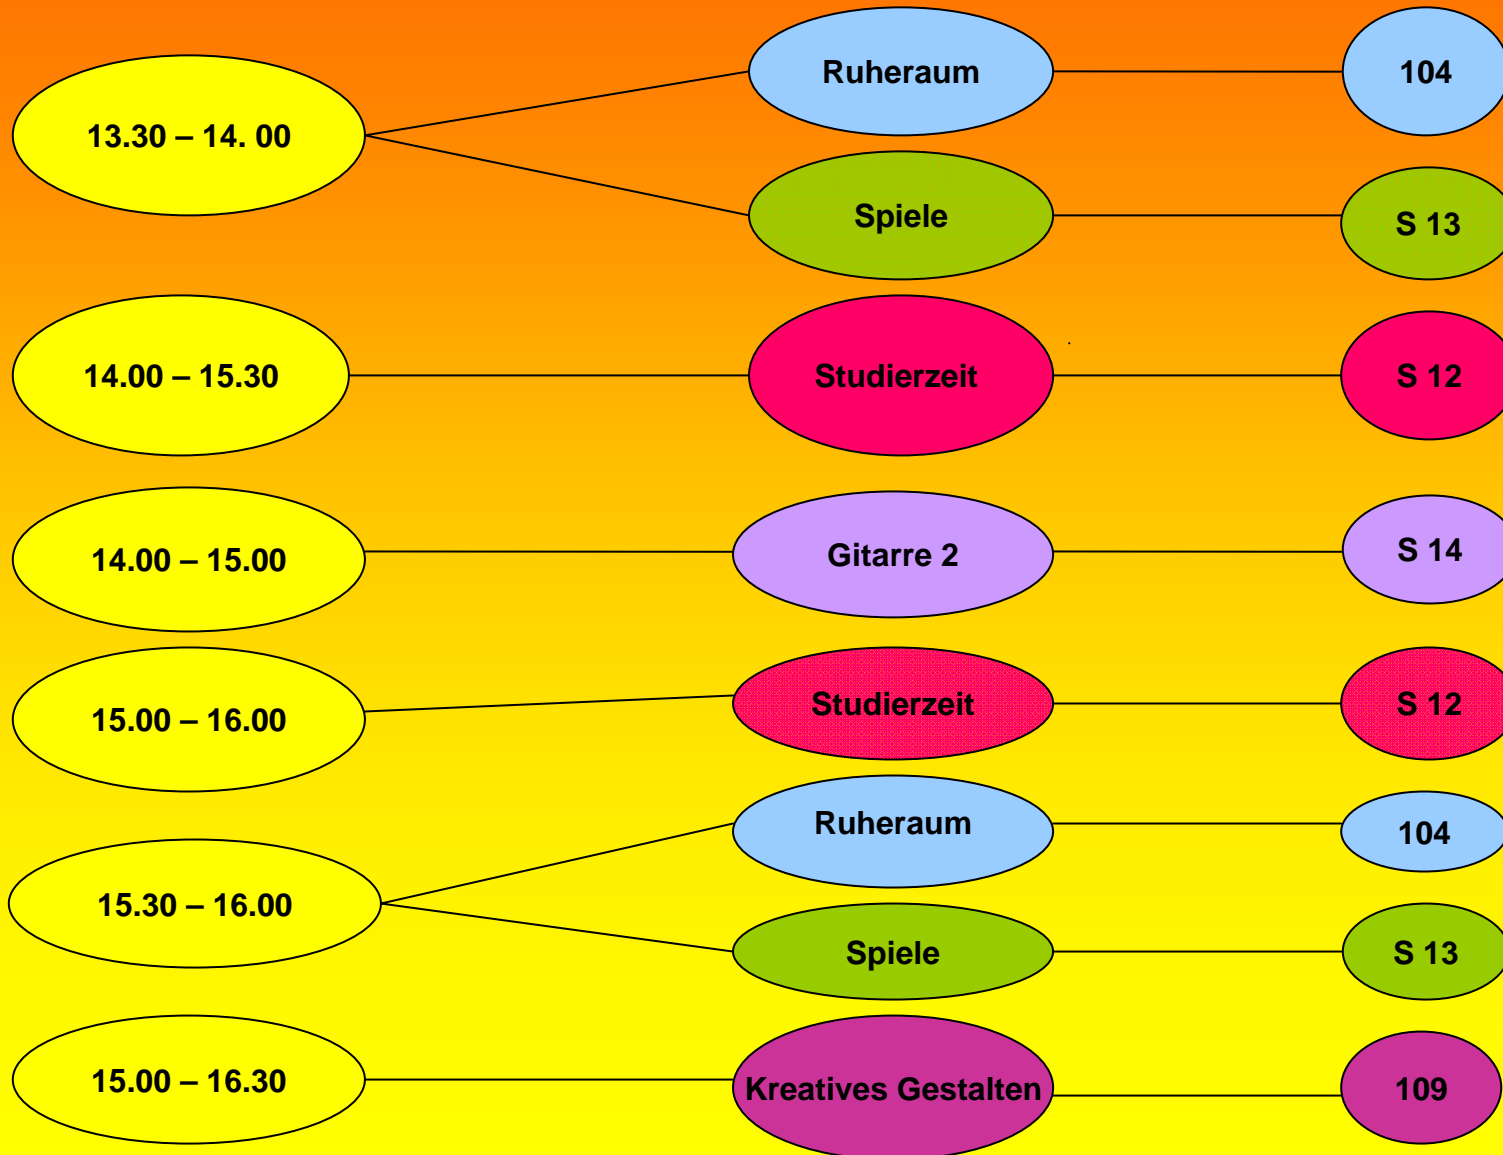 13.30 – 14. 00
Ruheraum
104
Spiele
S 13
14.00 – 15.30
Studierzeit
S 12
14.00 – 15.00
Gitarre 2
S 14
15.00 – 16.00
Studierzeit
S 12
15.30 – 16.00
Ruheraum
104
Spiele
S 13
15.00 – 16.30
Kreatives Gestalten
109